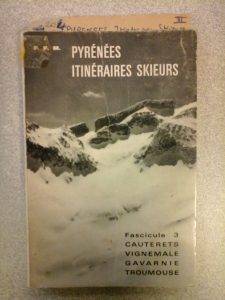 F. F. M.
PYRÉNÉES
ITINÉRAIRES SKIEURS
Fascicule 3
CAUTERETS
VIGNEMALE
GAVARNIE
TROUMOUSE